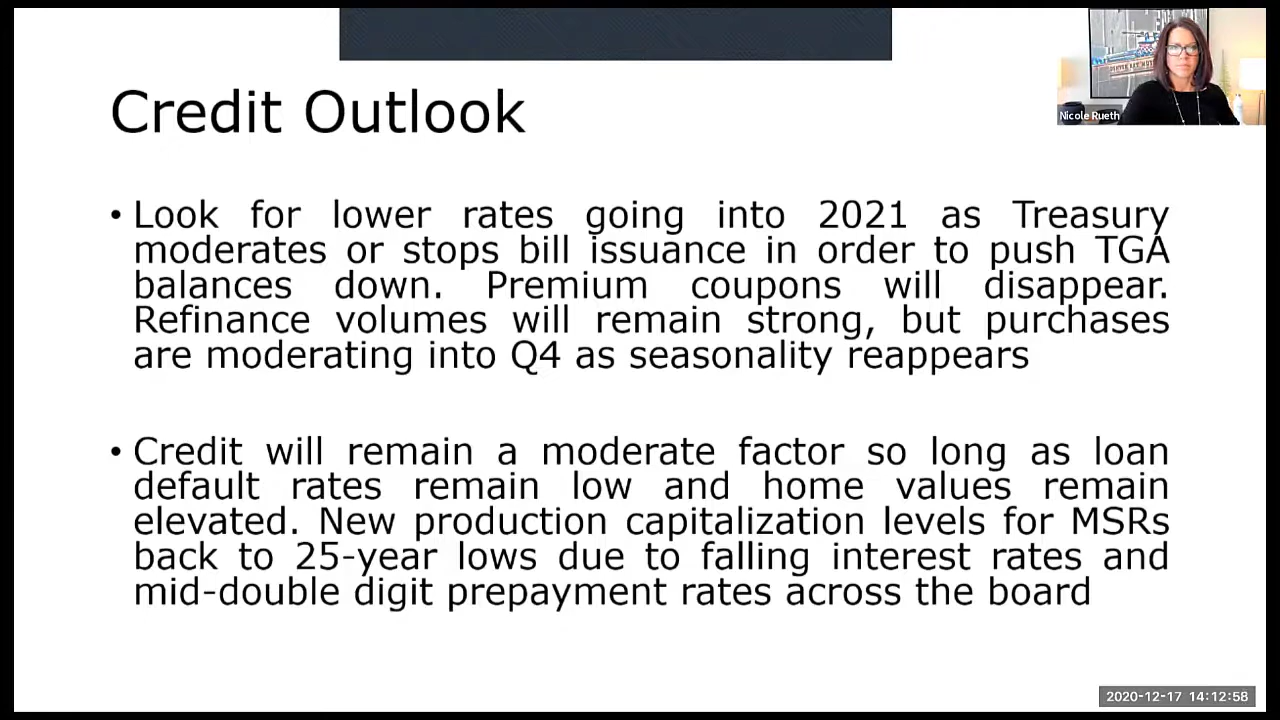 Credit Outlook
• Look for lower rates going into 2021 as Treasury
moderates or stops bill issuance in order to push TGA
balances down. Premium coupons will disappear.
Refinance volumes will remain strong, but purchases
are moderating into Q4 as seasonality reappears
• Credit will remain a moderate factor so long as loan
default rates remain low and home values remain
elevated. New production capitalization levels for MSRs
back to 25-year lows due to falling interest rates and
mid-double digit prepayment rates across the board
Nicole Rueth
2020-12-17 14:12:58